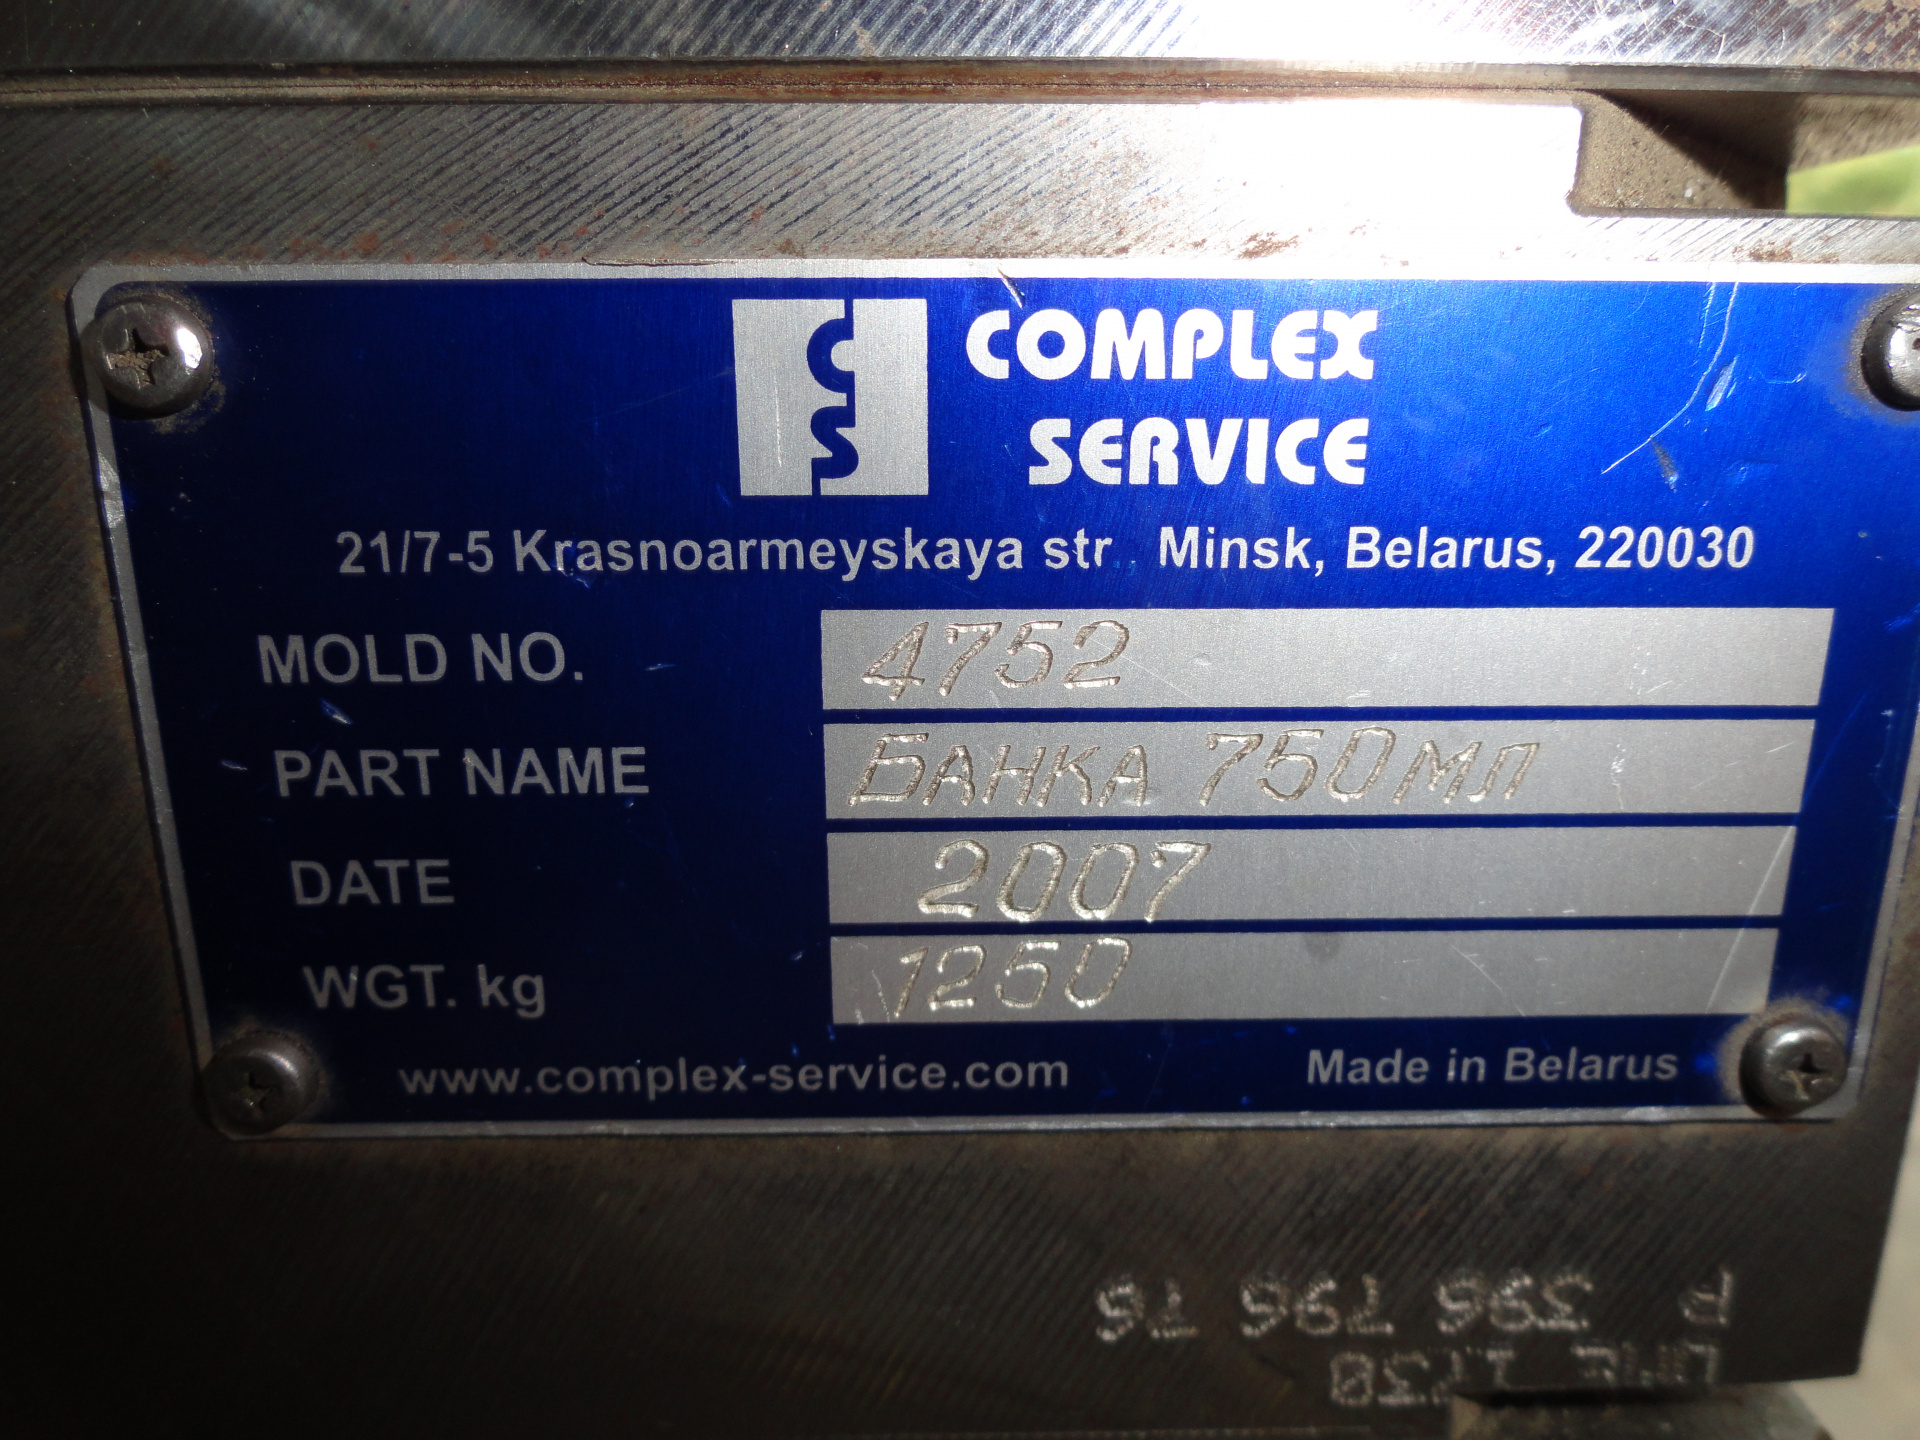 CS
COMPLEX
SERVICE
21/7-5 Krasnoarmeyskaya str., Minsk, Belarus, 220030
MOLD NO. 4752
PART NAME БАНКА 750МЛ
DATE 2007
WGT. kg 1250
www.complex-service.com Made in Belarus